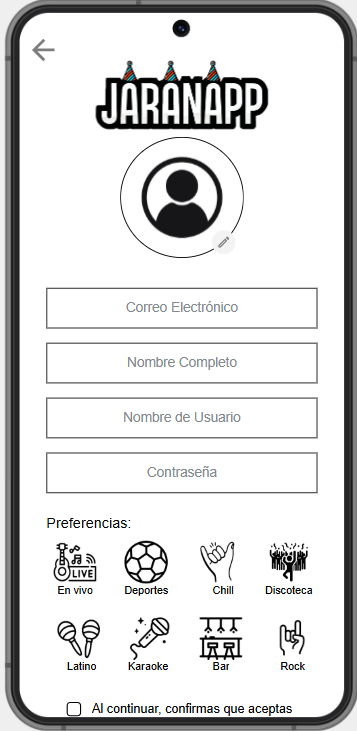 JARANAPP
Correo Electrónico
Nombre Completo
Nombre de Usuario
Contraseña
Preferencias:
LIVE
En vivo Deportes Chill Discoteca
Latino Karaoke Bar Rock
Al continuar, confirmas que aceptas